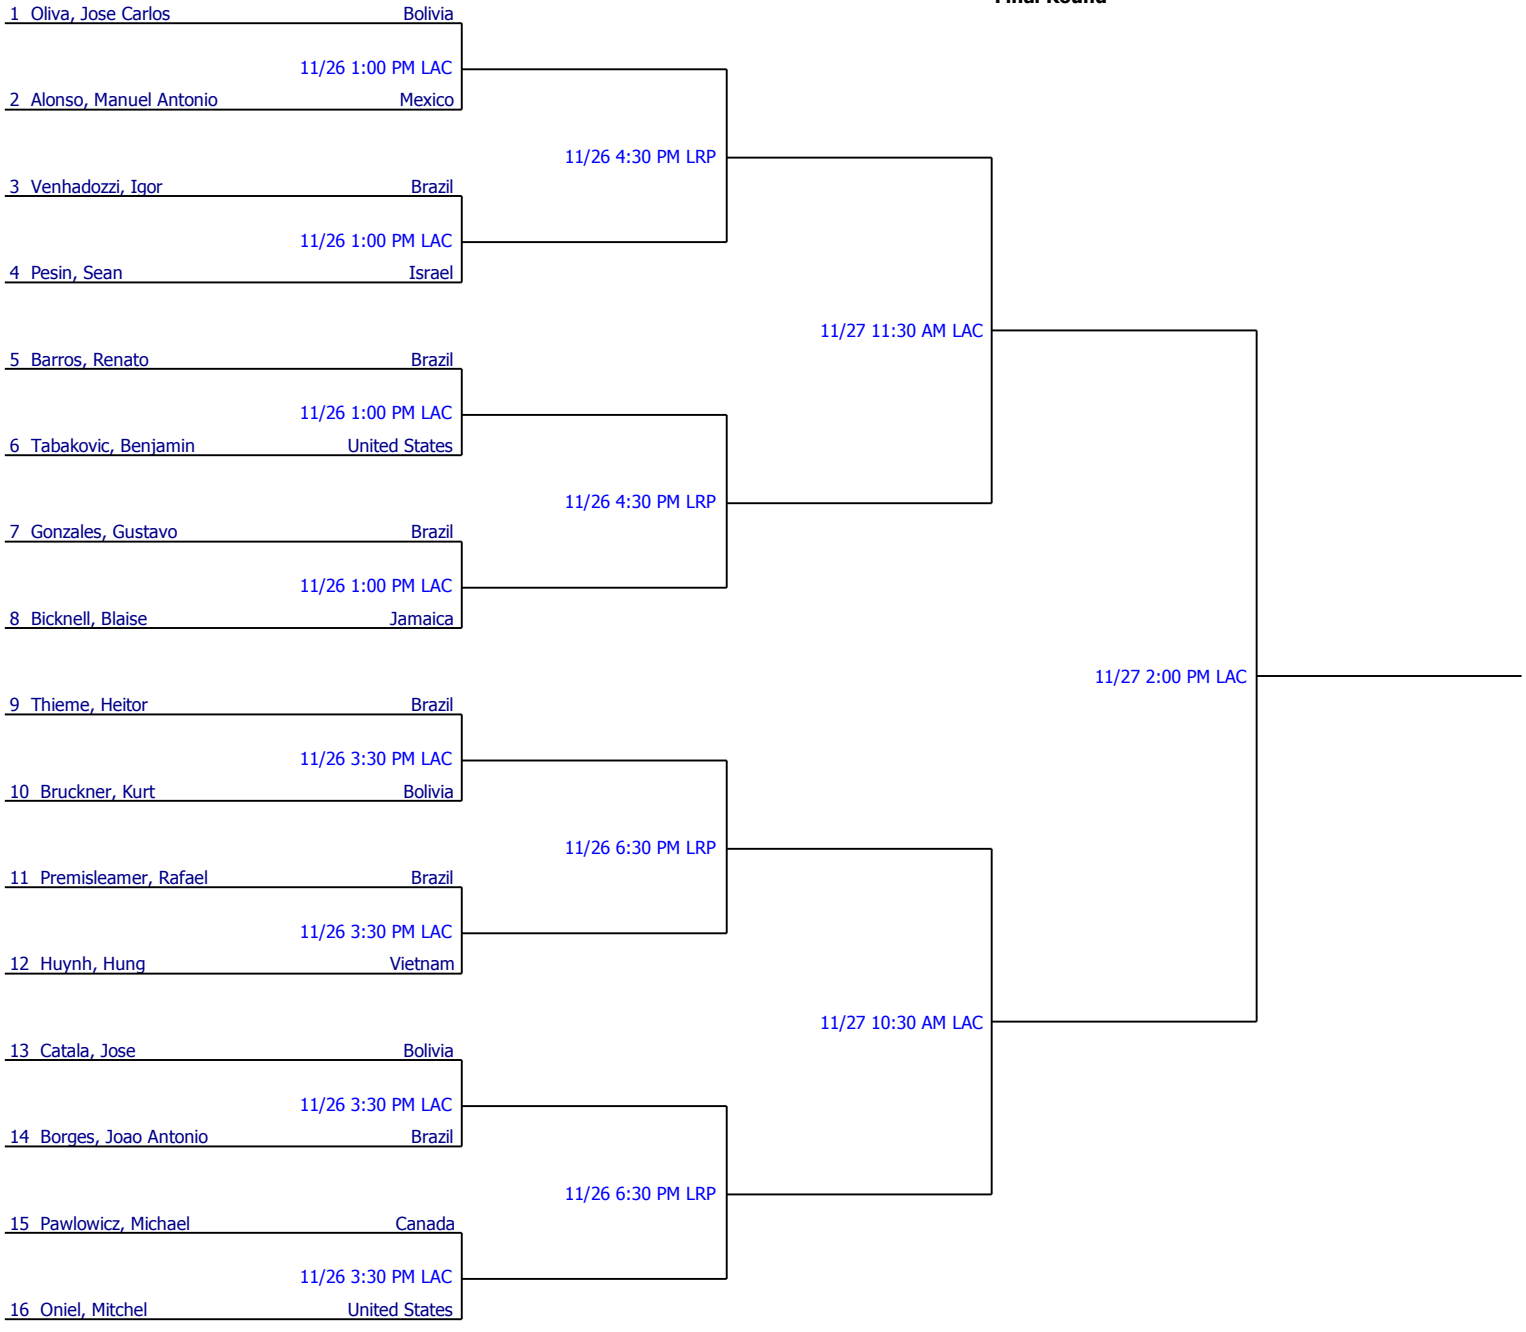 Final Round
1 Oliva, Jose Carlos Bolivia
11/26 1:00 PM LAC
2 Alonso, Manuel Antonio Mexico
11/26 4:30 PM LRP
3 Venhadozzi, Igor Brazil
11/26 1:00 PM LAC
4 Pesin, Sean Israel
11/27 11:30 AM LAC
5 Barros, Renato Brazil
11/26 1:00 PM LAC
6 Tabakovic, Benjamin United States
11/26 4:30 PM LRP
7 Gonzales, Gustavo Brazil
11/26 1:00 PM LAC
8 Bicknell, Blaise Jamaica
11/27 2:00 PM LAC
9 Thieme, Heitor Brazil
11/26 3:30 PM LAC
10 Bruckner, Kurt Bolivia
11/26 6:30 PM LRP
11 Premisleamer, Rafael Brazil
11/26 3:30 PM LAC
12 Huynh, Hung Vietnam
11/27 10:30 AM LAC
13 Catala, Jose Bolivia
11/26 3:30 PM LAC
14 Borges, Joao Antonio Brazil
11/26 6:30 PM LRP
15 Pawlowicz, Michael Canada
11/26 3:30 PM LAC
16 Oniel, Mitchel United States